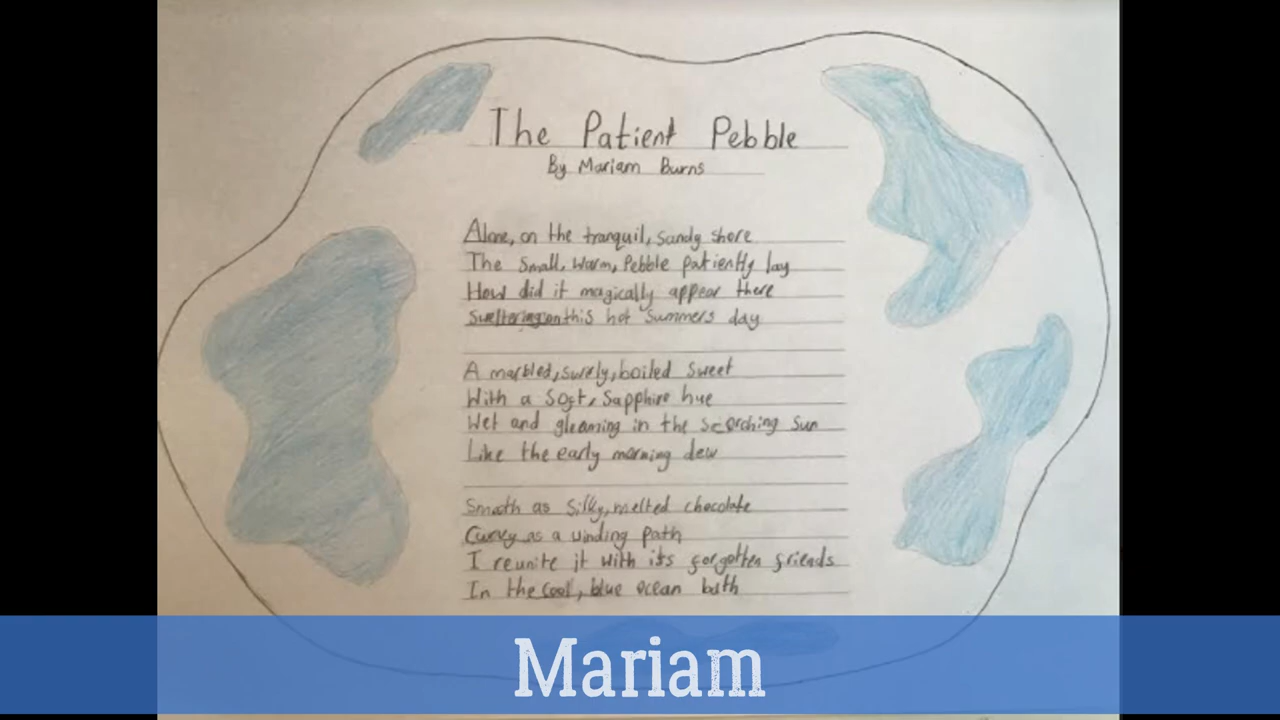 The Patient Pebble
By Mariam Burns
Alone, on the tranquil, sandy shore
The small, warm, Pebble patiently lay
How did it magically appear there
Sweltering on this hot summers day
A marbled, swirly, boiled sweet
With a soft, sapphire hue
Wet and gleaming in the scorching sun
Like the early morning dew
Smooth as silky, melted chocolate
Curvy as a winding path
I reunite it with its forgotten friends
In the cool, blue ocean bath
Mariam